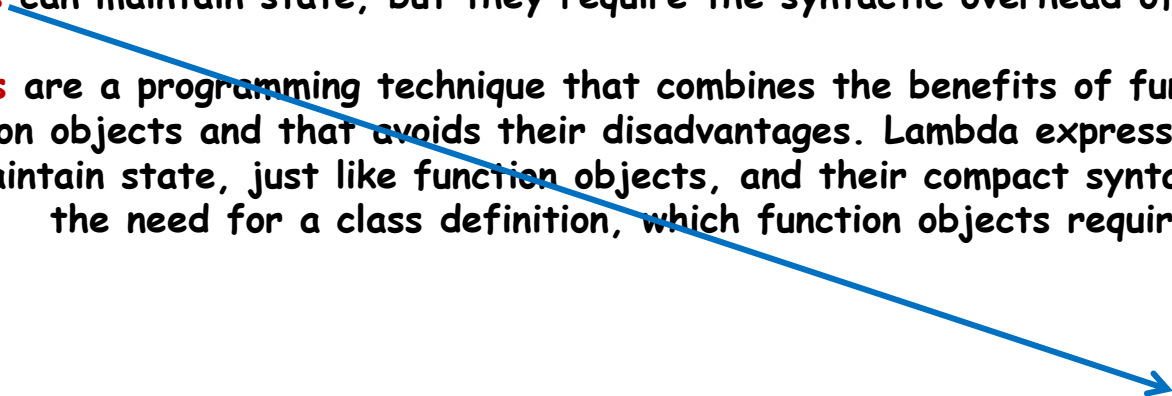 s can maintain state, but they require the syntactic overhead of
s are a programming technique that combines the benefits of fun
on objects and that avoids their disadvantages. Lambda express
aintain state, just like function objects, and their compact synta
the need for a class definition, which function objects requir